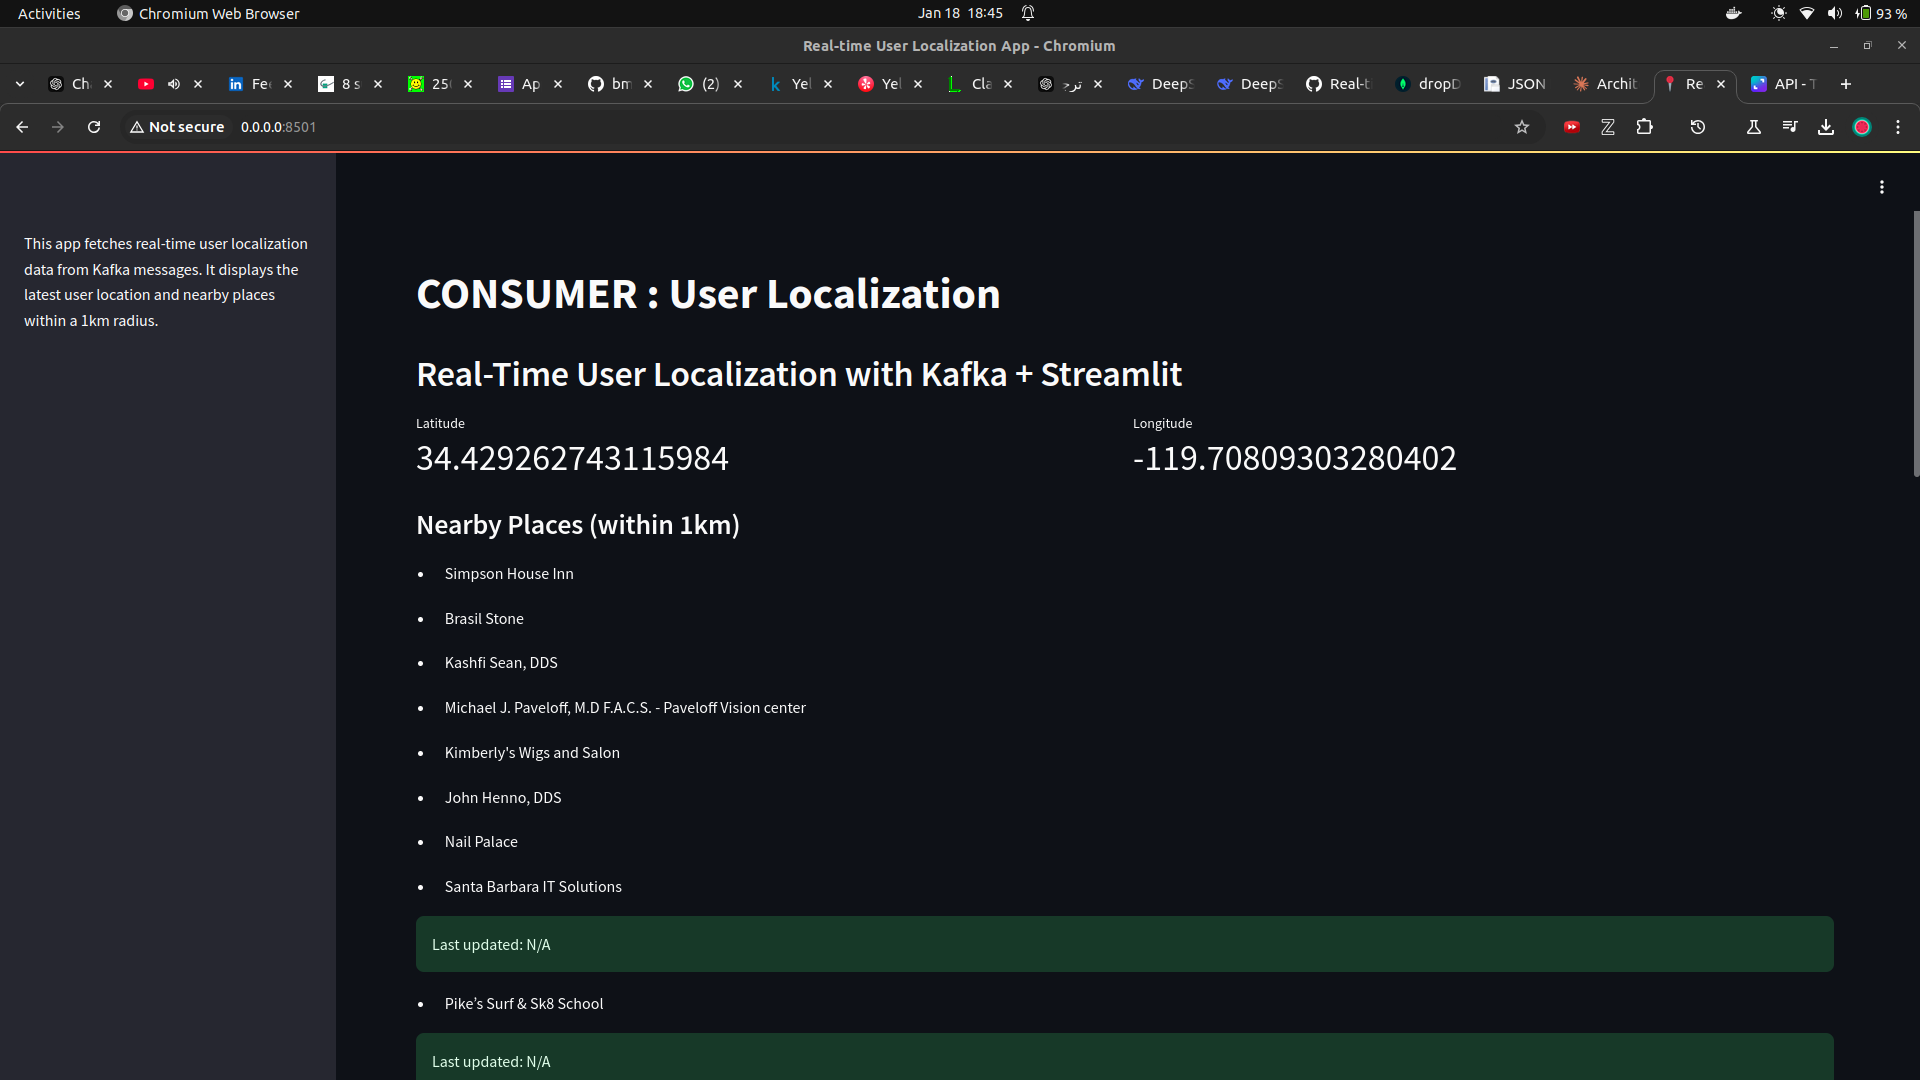 Activities
Chromium Web Browser
Jan 18 18:45
93 %
Real-time User Localization App - Chromium
Ch
Fe
8 s
25
Ap
bm
(2)
Yel
Yel
Cla
ترج
DeepS
DeepS
Real-t
dropD
JSON
Archit
Re
API - T
Not secure
0.0.0.0:8501
This app fetches real-time user localization
data from Kafka messages. It displays the
latest user location and nearby places
within a 1km radius.
CONSUMER : User Localization
Real-Time User Localization with Kafka + Streamlit
Latitude
34.429262743115984
Longitude
-119.70809303280402
Nearby Places (within 1km)
• Simpson House Inn
• Brasil Stone
• Kashfi Sean, DDS
• Michael J. Paveloff, M.D F.A.C.S. - Paveloff Vision center
• Kimberly's Wigs and Salon
• John Henno, DDS
• Nail Palace
• Santa Barbara IT Solutions
Last updated: N/A
• Pike’s Surf & Sk8 School
Last updated: N/A